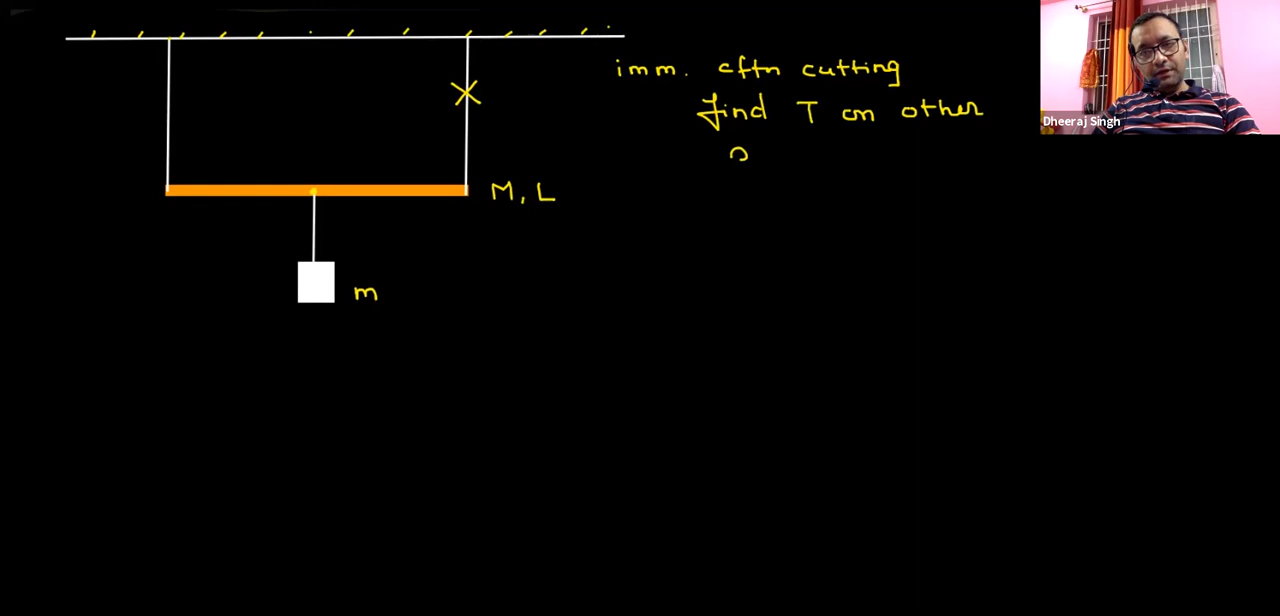 imm. aftr cutting
find T on other
Dheeraj Singh
M, L
m